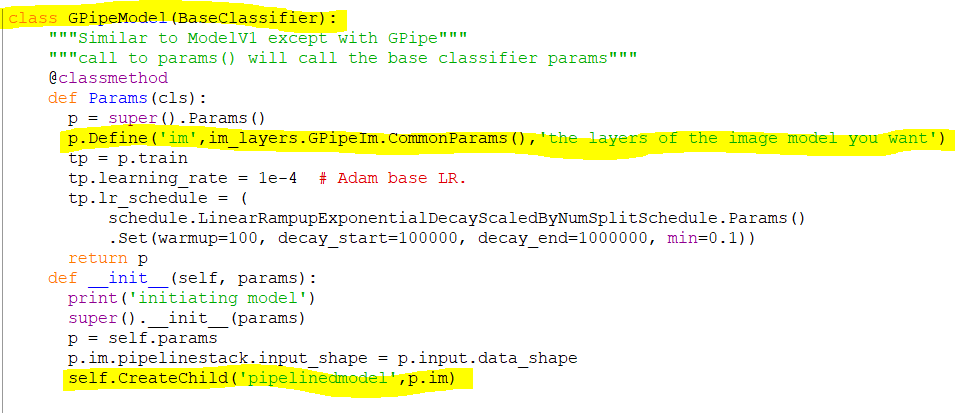 class GPipeModel(BaseClassifier):
    """Similar to ModelV1 except with GPipe"""
    """call to params() will call the base classifier params"""
    @classmethod
    def Params(cls):
      p = super().Params()
      p.Define('im',im_layers.GPipeIm.CommonParams(),'the layers of the image model you want')
      tp = p.train
      tp.learning_rate = 1e-4  # Adam base LR.
      tp.lr_schedule = (
          schedule.LinearRampupExponentialDecayScaledByNumSplitSchedule.Params()
          .Set(warmup=100, decay_start=100000, decay_end=1000000, min=0.1))
      return p
    def __init__(self, params):
      print('initiating model')
      super().__init__(params)
      p = self.params
      p.im.pipelinestack.input_shape = p.input.data_shape
      self.CreateChild('pipelinedmodel',p.im)